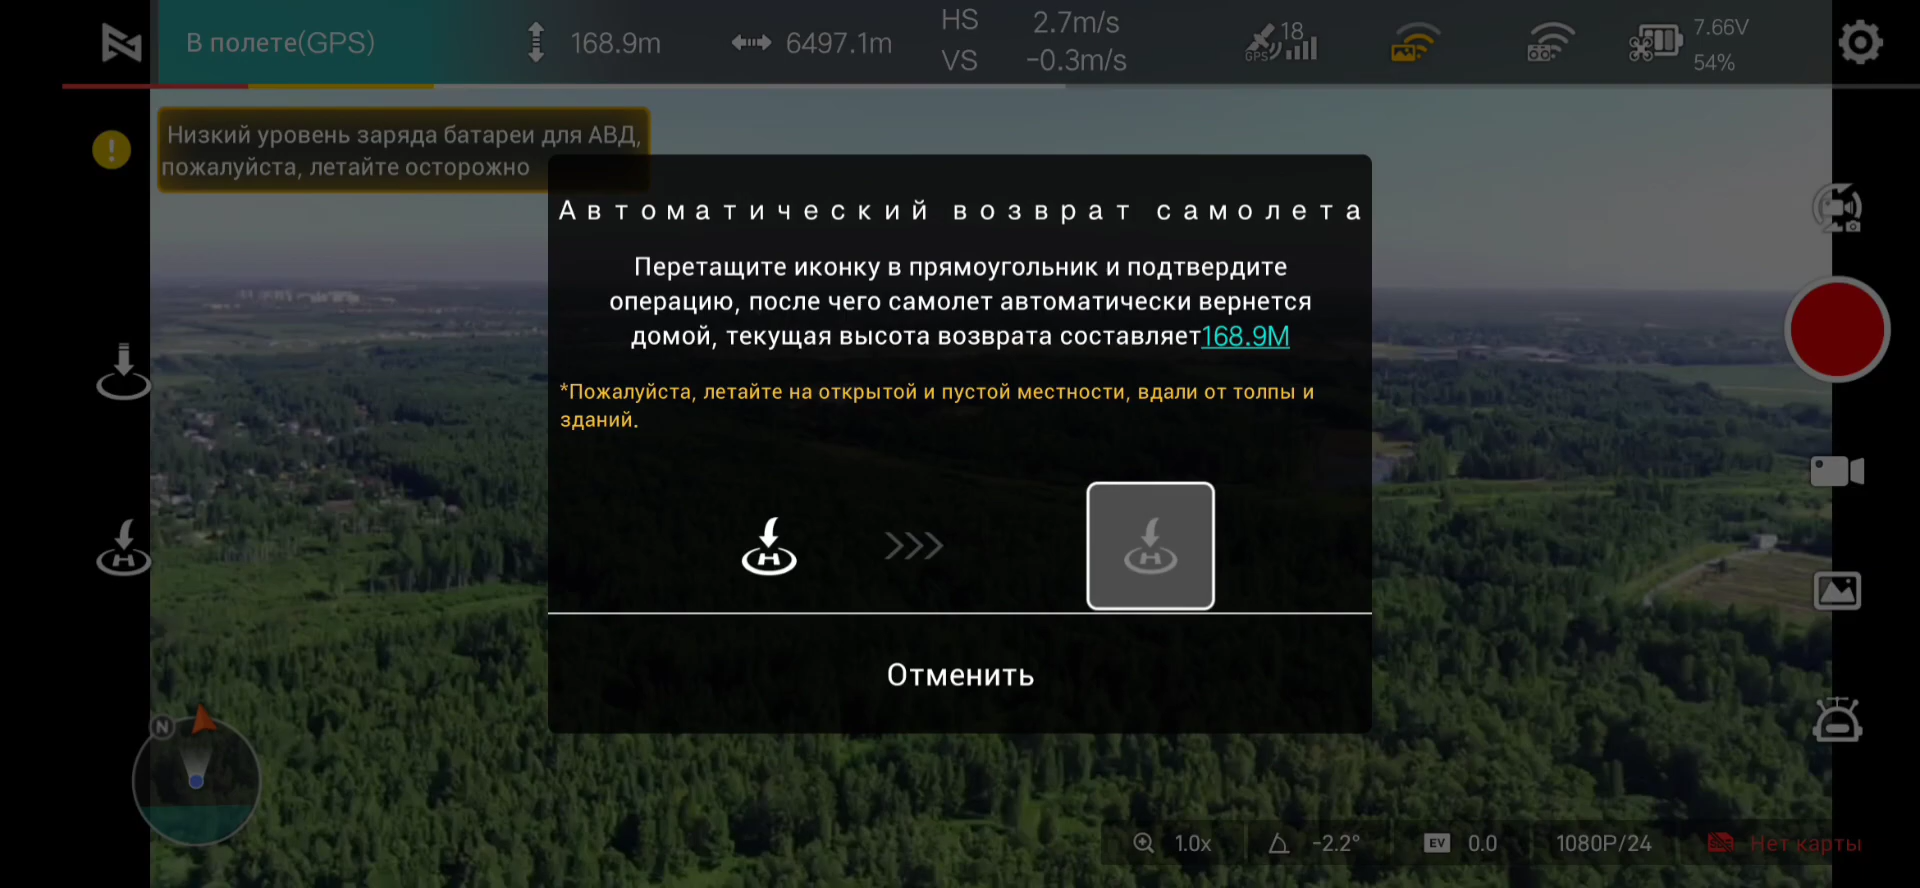 В полете(GPS)
168.9m
6497.1m
HS 2.7m/s
VS -0.3m/s
GPS
18
7.66V
54%
Низкий уровень заряда батареи для АВД,
пожалуйста, летайте осторожно
Автоматический возврат самолета
Перетащите иконку в прямоугольник и подтвердите
операцию, после чего самолет автоматически вернется
домой, текущая высота возврата составляет168.9M
*Пожалуйста, летайте на открытой и пустой местности, вдали от толпы и
зданий.
H
H
H
Отменить
N
1.0x
-2.2°
EV 0.0
1080P/24
Нет карты